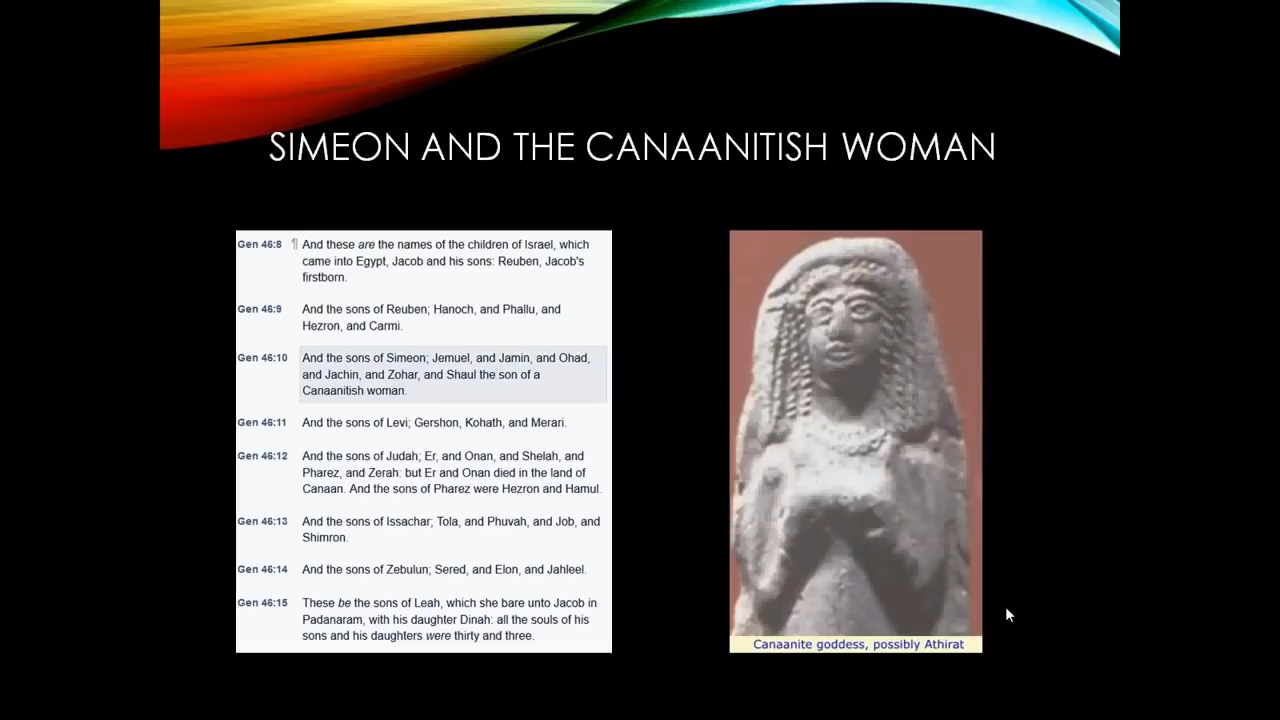 SIMEON AND THE CANAANITISH WOMAN
Gen 46:8 ¶ And these are the names of the children of Israel, which
came into Egypt, Jacob and his sons: Reuben, Jacob's
firstborn.
Gen 46:9 And the sons of Reuben; Hanoch, and Phallu, and
Hezron, and Carmi.
Gen 46:10 And the sons of Simeon; Jemuel, and Jamin, and Ohad,
and Jachin, and Zohar, and Shaul the son of a
Canaanitish woman.
Gen 46:11 And the sons of Levi; Gershon, Kohath, and Merari.
Gen 46:12 And the sons of Judah; Er, and Onan, and Shelah, and
Pharez, and Zerah: but Er and Onan died in the land of
Canaan. And the sons of Pharez were Hezron and Hamul.
Gen 46:13 And the sons of Issachar; Tola, and Phuvah, and Job, and
Shimron.
Gen 46:14 And the sons of Zebulun; Sered, and Elon, and Jahleel.
Gen 46:15 These be the sons of Leah, which she bare unto Jacob in
Padanaram, with his daughter Dinah: all the souls of his
sons and his daughters were thirty and three.
Canaanite goddess, possibly Athirat